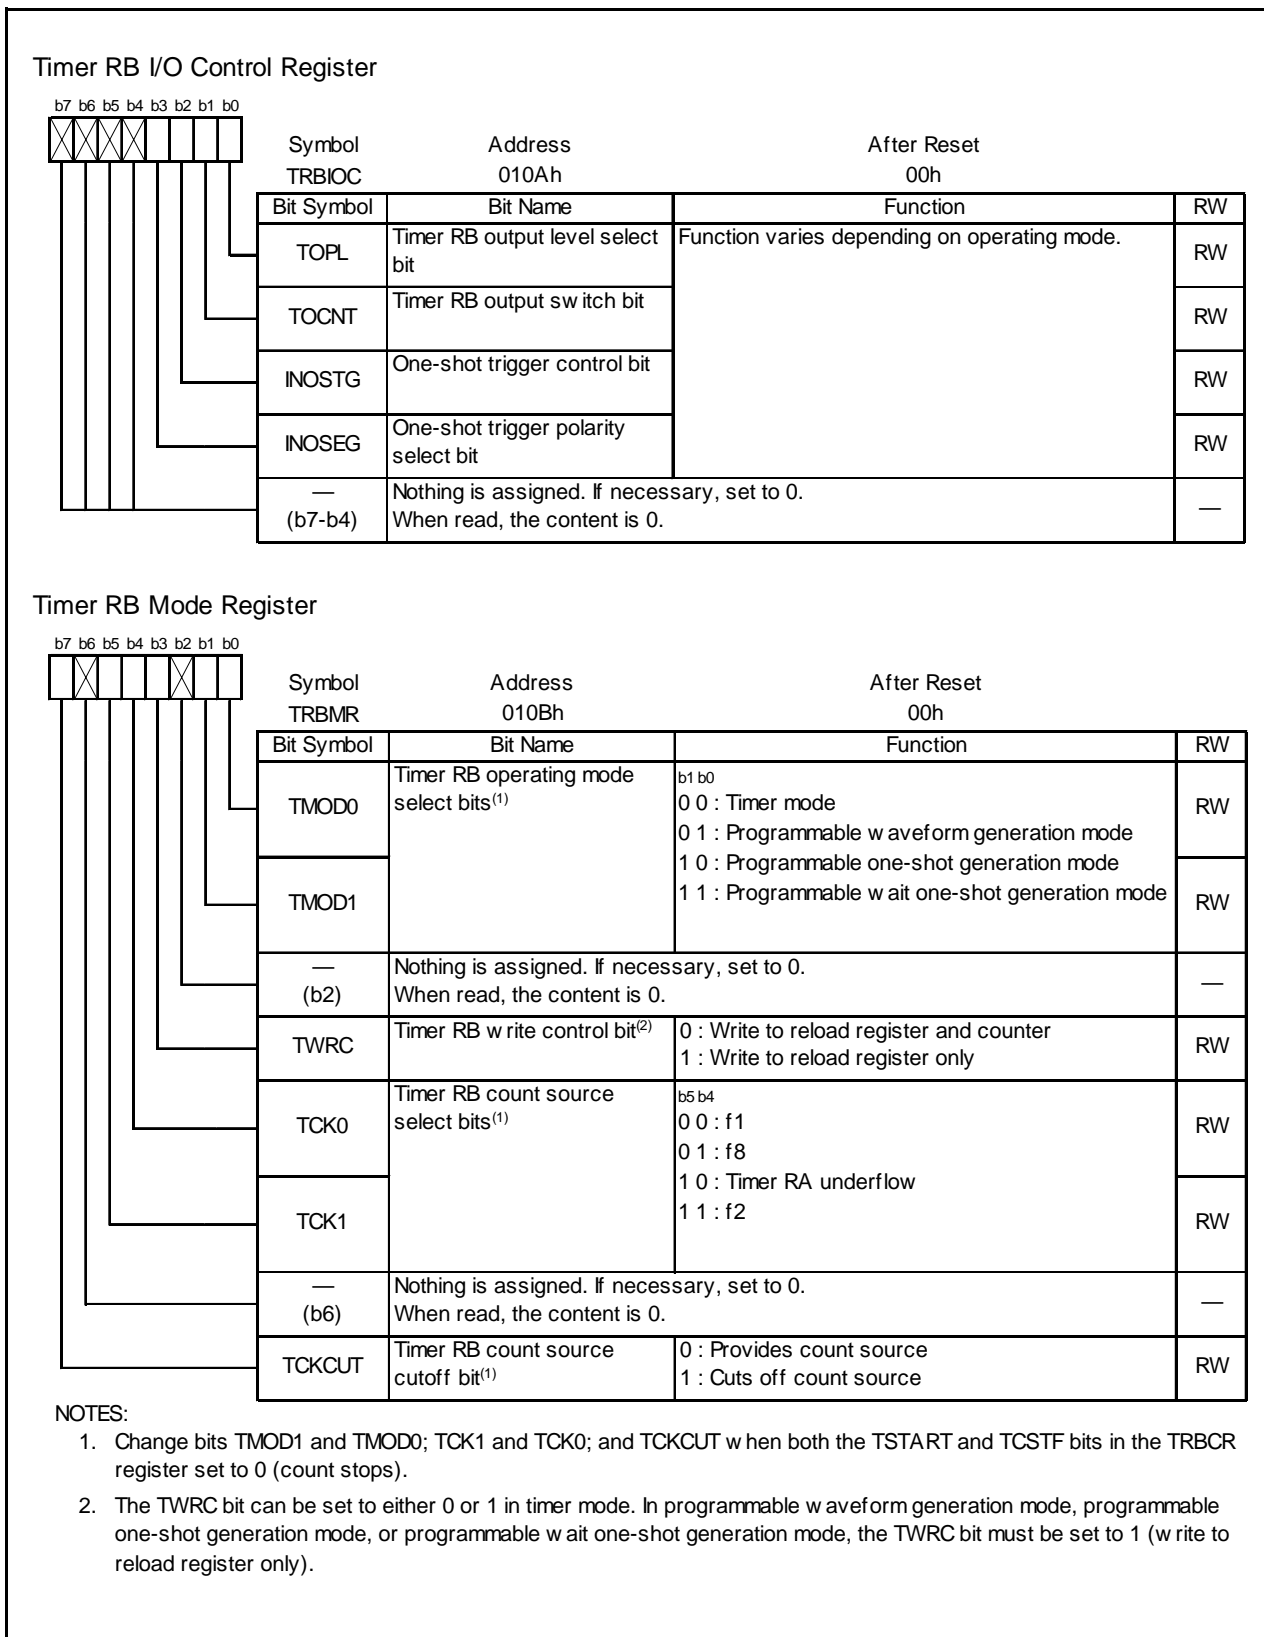 Timer RB I/O Control Register
b7 b6 b5 b4 b3 b2 b1 b0
Symbol Address After Reset
TRBIOC 010Ah 00h
Bit Symbol Bit Name Function RW
TOPL Timer RB output level select bit Function varies depending on operating mode. RW
TOCNT Timer RB output switch bit RW
INOSTG One-shot trigger control bit RW
INOSEG One-shot trigger polarity select bit RW
— (b7-b4) Nothing is assigned. If necessary, set to 0.
When read, the content is 0. —
Timer RB Mode Register
b7 b6 b5 b4 b3 b2 b1 b0
Symbol Address After Reset
TRBMR 010Bh 00h
Bit Symbol Bit Name Function RW
TMOD0 Timer RB operating mode select bits(1) b1 b0 RW
0 0 : Timer mode
0 1 : Programmable waveform generation mode
1 0 : Programmable one-shot generation mode
TMOD1 1 1 : Programmable wait one-shot generation mode RW
— (b2) Nothing is assigned. If necessary, set to 0.
When read, the content is 0. —
TWRC Timer RB write control bit(2) 0 : Write to reload register and counter RW
1 : Write to reload register only
TCK0 Timer RB count source select bits(1) b5 b4 RW
0 0 : f1
0 1 : f8
1 0 : Timer RA underflow
TCK1 1 1 : f2 RW
— (b6) Nothing is assigned. If necessary, set to 0.
When read, the content is 0. —
TCKCUT Timer RB count source cutoff bit(1) 0 : Provides count source RW
1 : Cuts off count source
NOTES:
1. Change bits TMOD1 and TMOD0; TCK1 and TCK0; and TCKCUT when both the TSTART and TCSTF bits in the TRBCR
register set to 0 (count stops).
2. The TWRC bit can be set to either 0 or 1 in timer mode. In programmable waveform generation mode, programmable
one-shot generation mode, or programmable wait one-shot generation mode, the TWRC bit must be set to 1 (write to
reload register only).